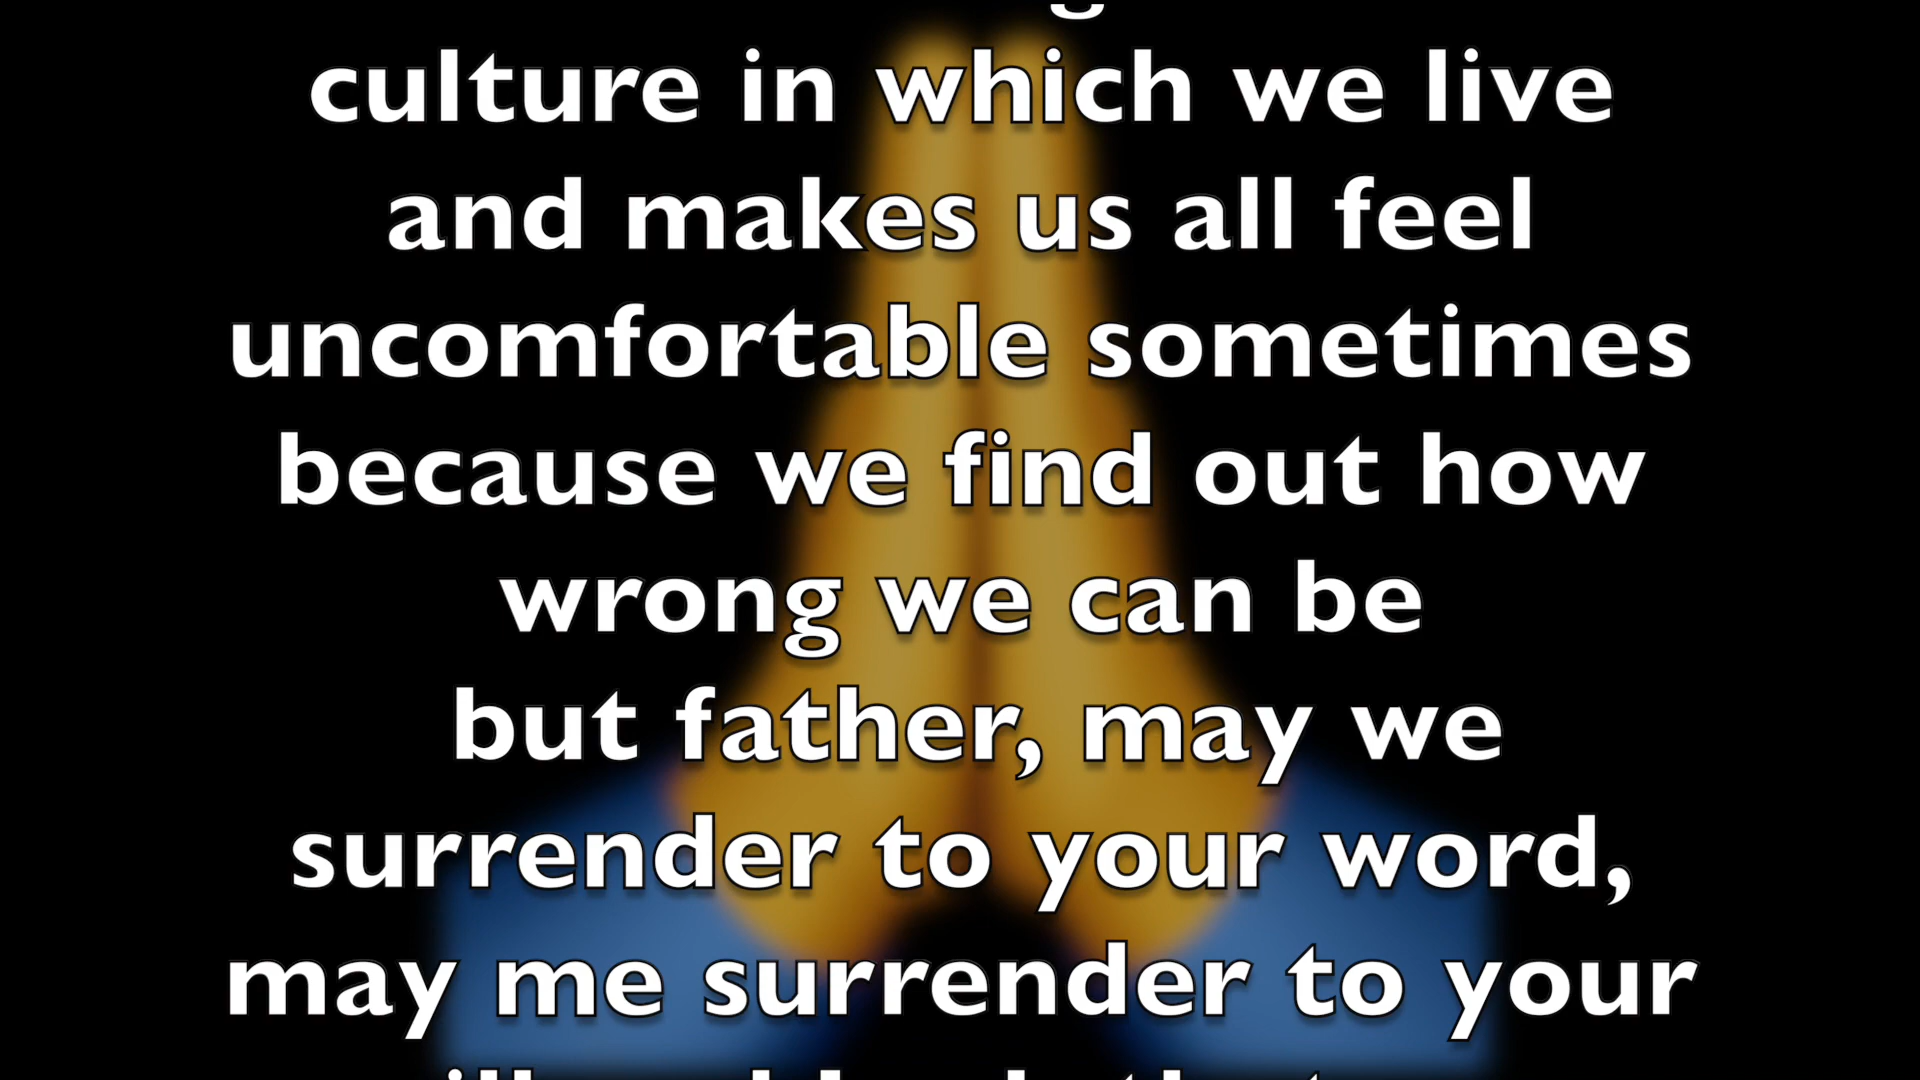 culture in which we live
and makes us all feel
uncomfortable sometimes
because we find out how
wrong we can be
but father, may we
surrender to your word,
may me surrender to your